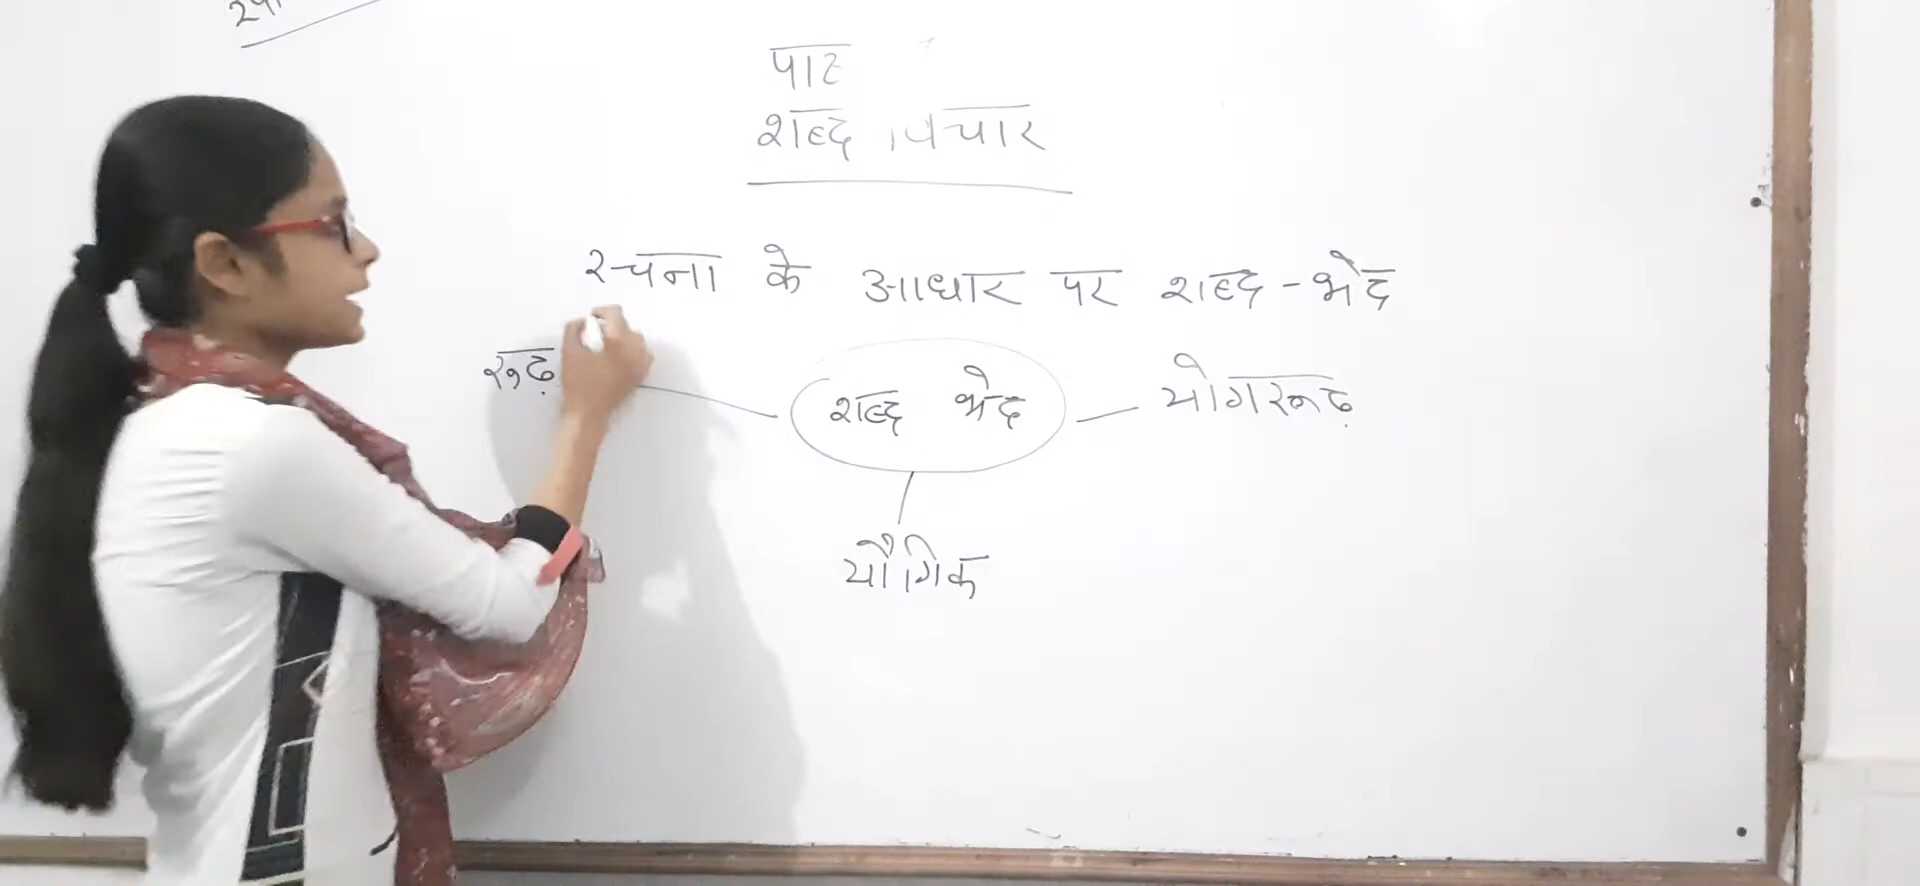 पाठ
शब्द विचार
रचना के आधार पर शब्द-भेद
रूढ़
शब्द भेद
योगरूढ़
यौगिक